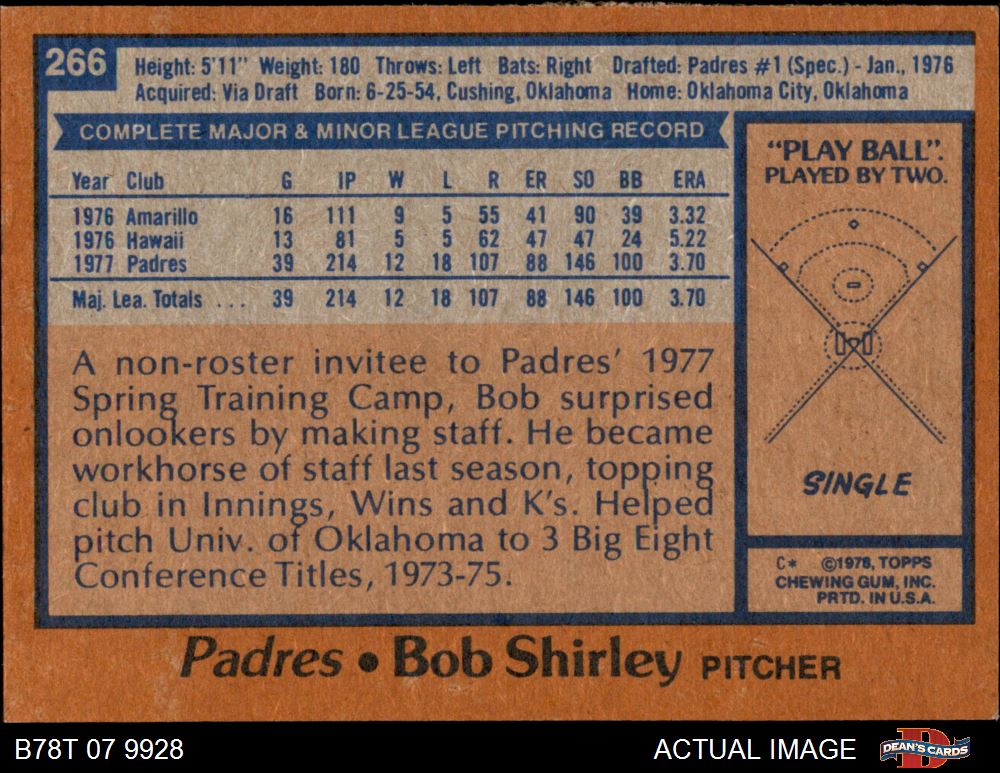 266
Height: 5'11" Weight: 180 Throws: Left Bats: Right Drafted: Padres #1 (Spec.) - Jan., 1976
Acquired: Via Draft Born: 6-25-54, Cushing, Oklahoma Home: Oklahoma City, Oklahoma
COMPLETE MAJOR & MINOR LEAGUE PITCHING RECORD
Year Club G IP W L R ER SO BB ERA
1976 Amarillo 16 111 9 5 55 41 90 39 3.32
1976 Hawaii 13 81 5 5 62 47 47 24 5.22
1977 Padres 39 214 12 18 107 88 146 100 3.70
Maj. Lea. Totals ... 39 214 12 18 107 88 146 100 3.70
A non-roster invitee to Padres' 1977
Spring Training Camp, Bob surprised
onlookers by making staff. He became
workhorse of staff last season, topping
club in Innings, Wins and K's. Helped
pitch Univ. of Oklahoma to 3 Big Eight
Conference Titles, 1973-75.
"PLAY BALL".
PLAYED BY TWO.
SINGLE
C* ©1978, TOPPS
CHEWING GUM, INC.
PRTD. IN U.S.A.
Padres • Bob Shirley PITCHER
B78T 07 9928
ACTUAL IMAGE
DEAN'S CARDS